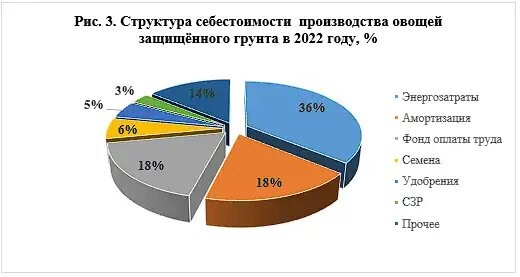 Рис. 3. Структура себестоимости производства овощей
защищённого грунта в 2022 году, %
3%
14%
36%
5%
6%
18%
18%
Энергозатраты
Амортизация
Фонд оплаты труда
Семена
Удобрения
СЗР
Прочее